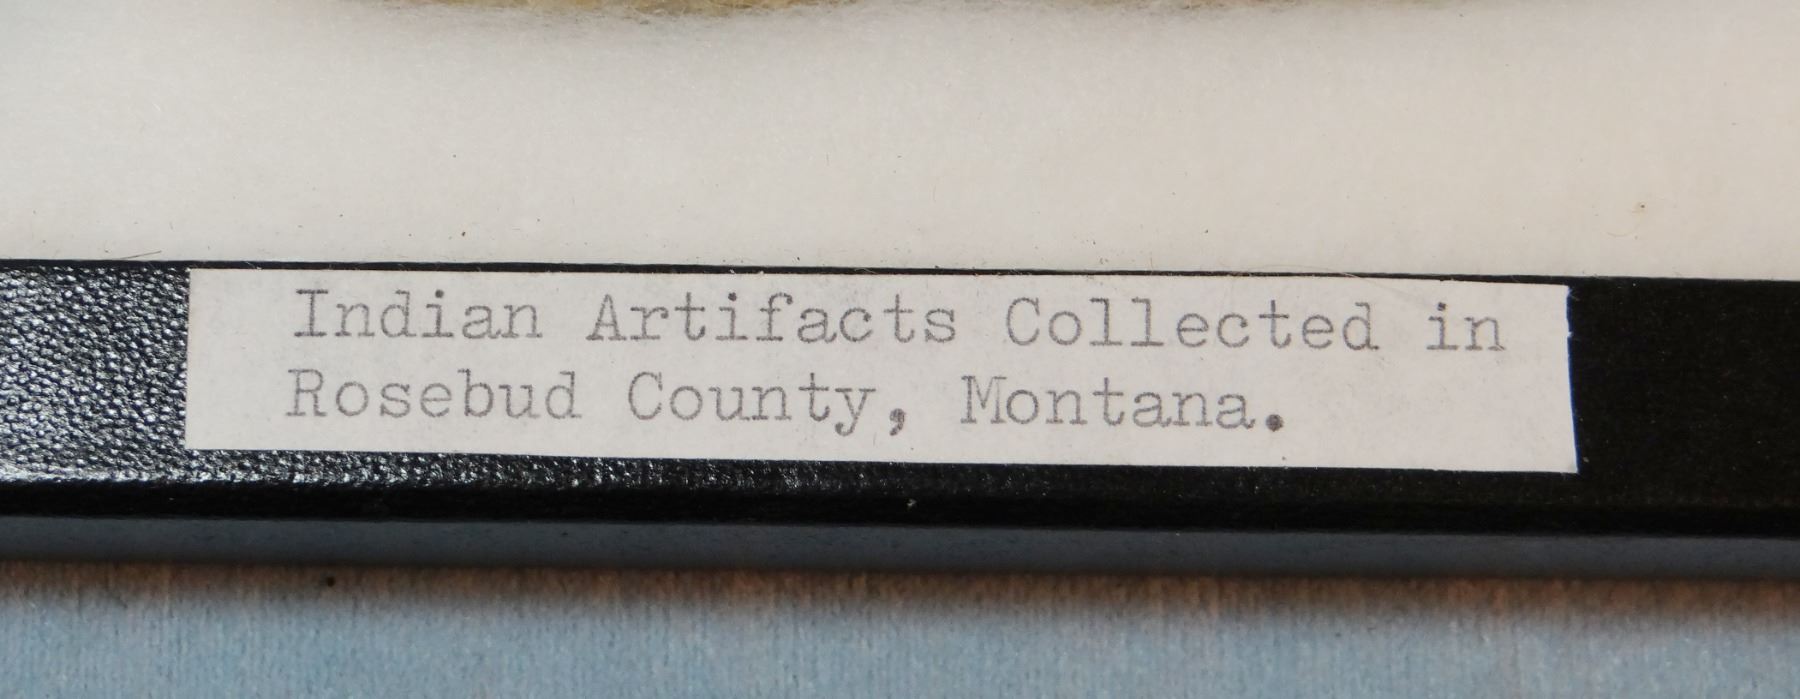 Indian Artifacts Collected in
Rosebud County, Montana.